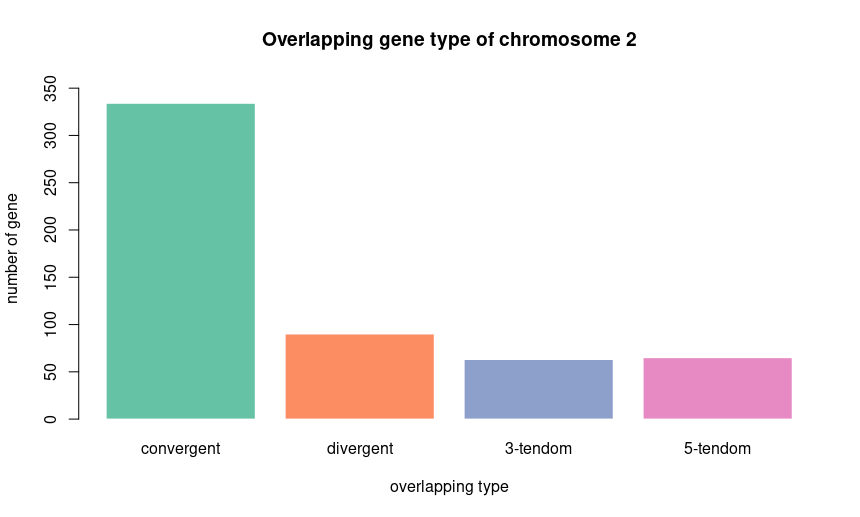 Overlapping gene type of chromosome 2
number of gene
350
300
250
200
150
100
50
0
convergent divergent 3-tendom 5-tendom
overlapping type